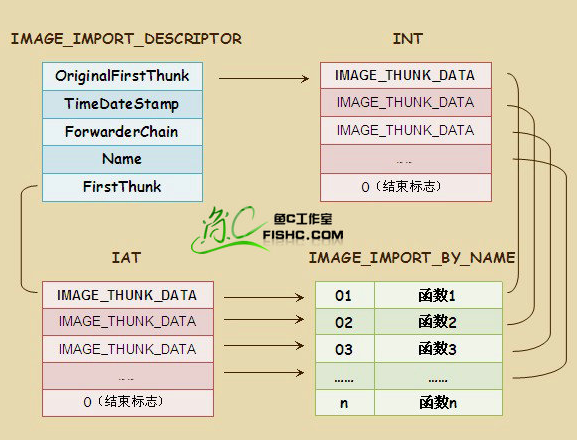 IMAGE_IMPORT_DESCRIPTOR
INT
OriginalFirstThunk
TimeDateStamp
ForwarderChain
Name
FirstThunk
IMAGE_THUNK_DATA
IMAGE_THUNK_DATA
IMAGE_THUNK_DATA
... ...
0（结束标志）
鱼C工作室
FISHC.COM
IAT
IMAGE_IMPORT_BY_NAME
IMAGE_THUNK_DATA
IMAGE_THUNK_DATA
IMAGE_THUNK_DATA
... ...
0（结束标志）
01 函数1
02 函数2
03 函数3
…… ……
n 函数n